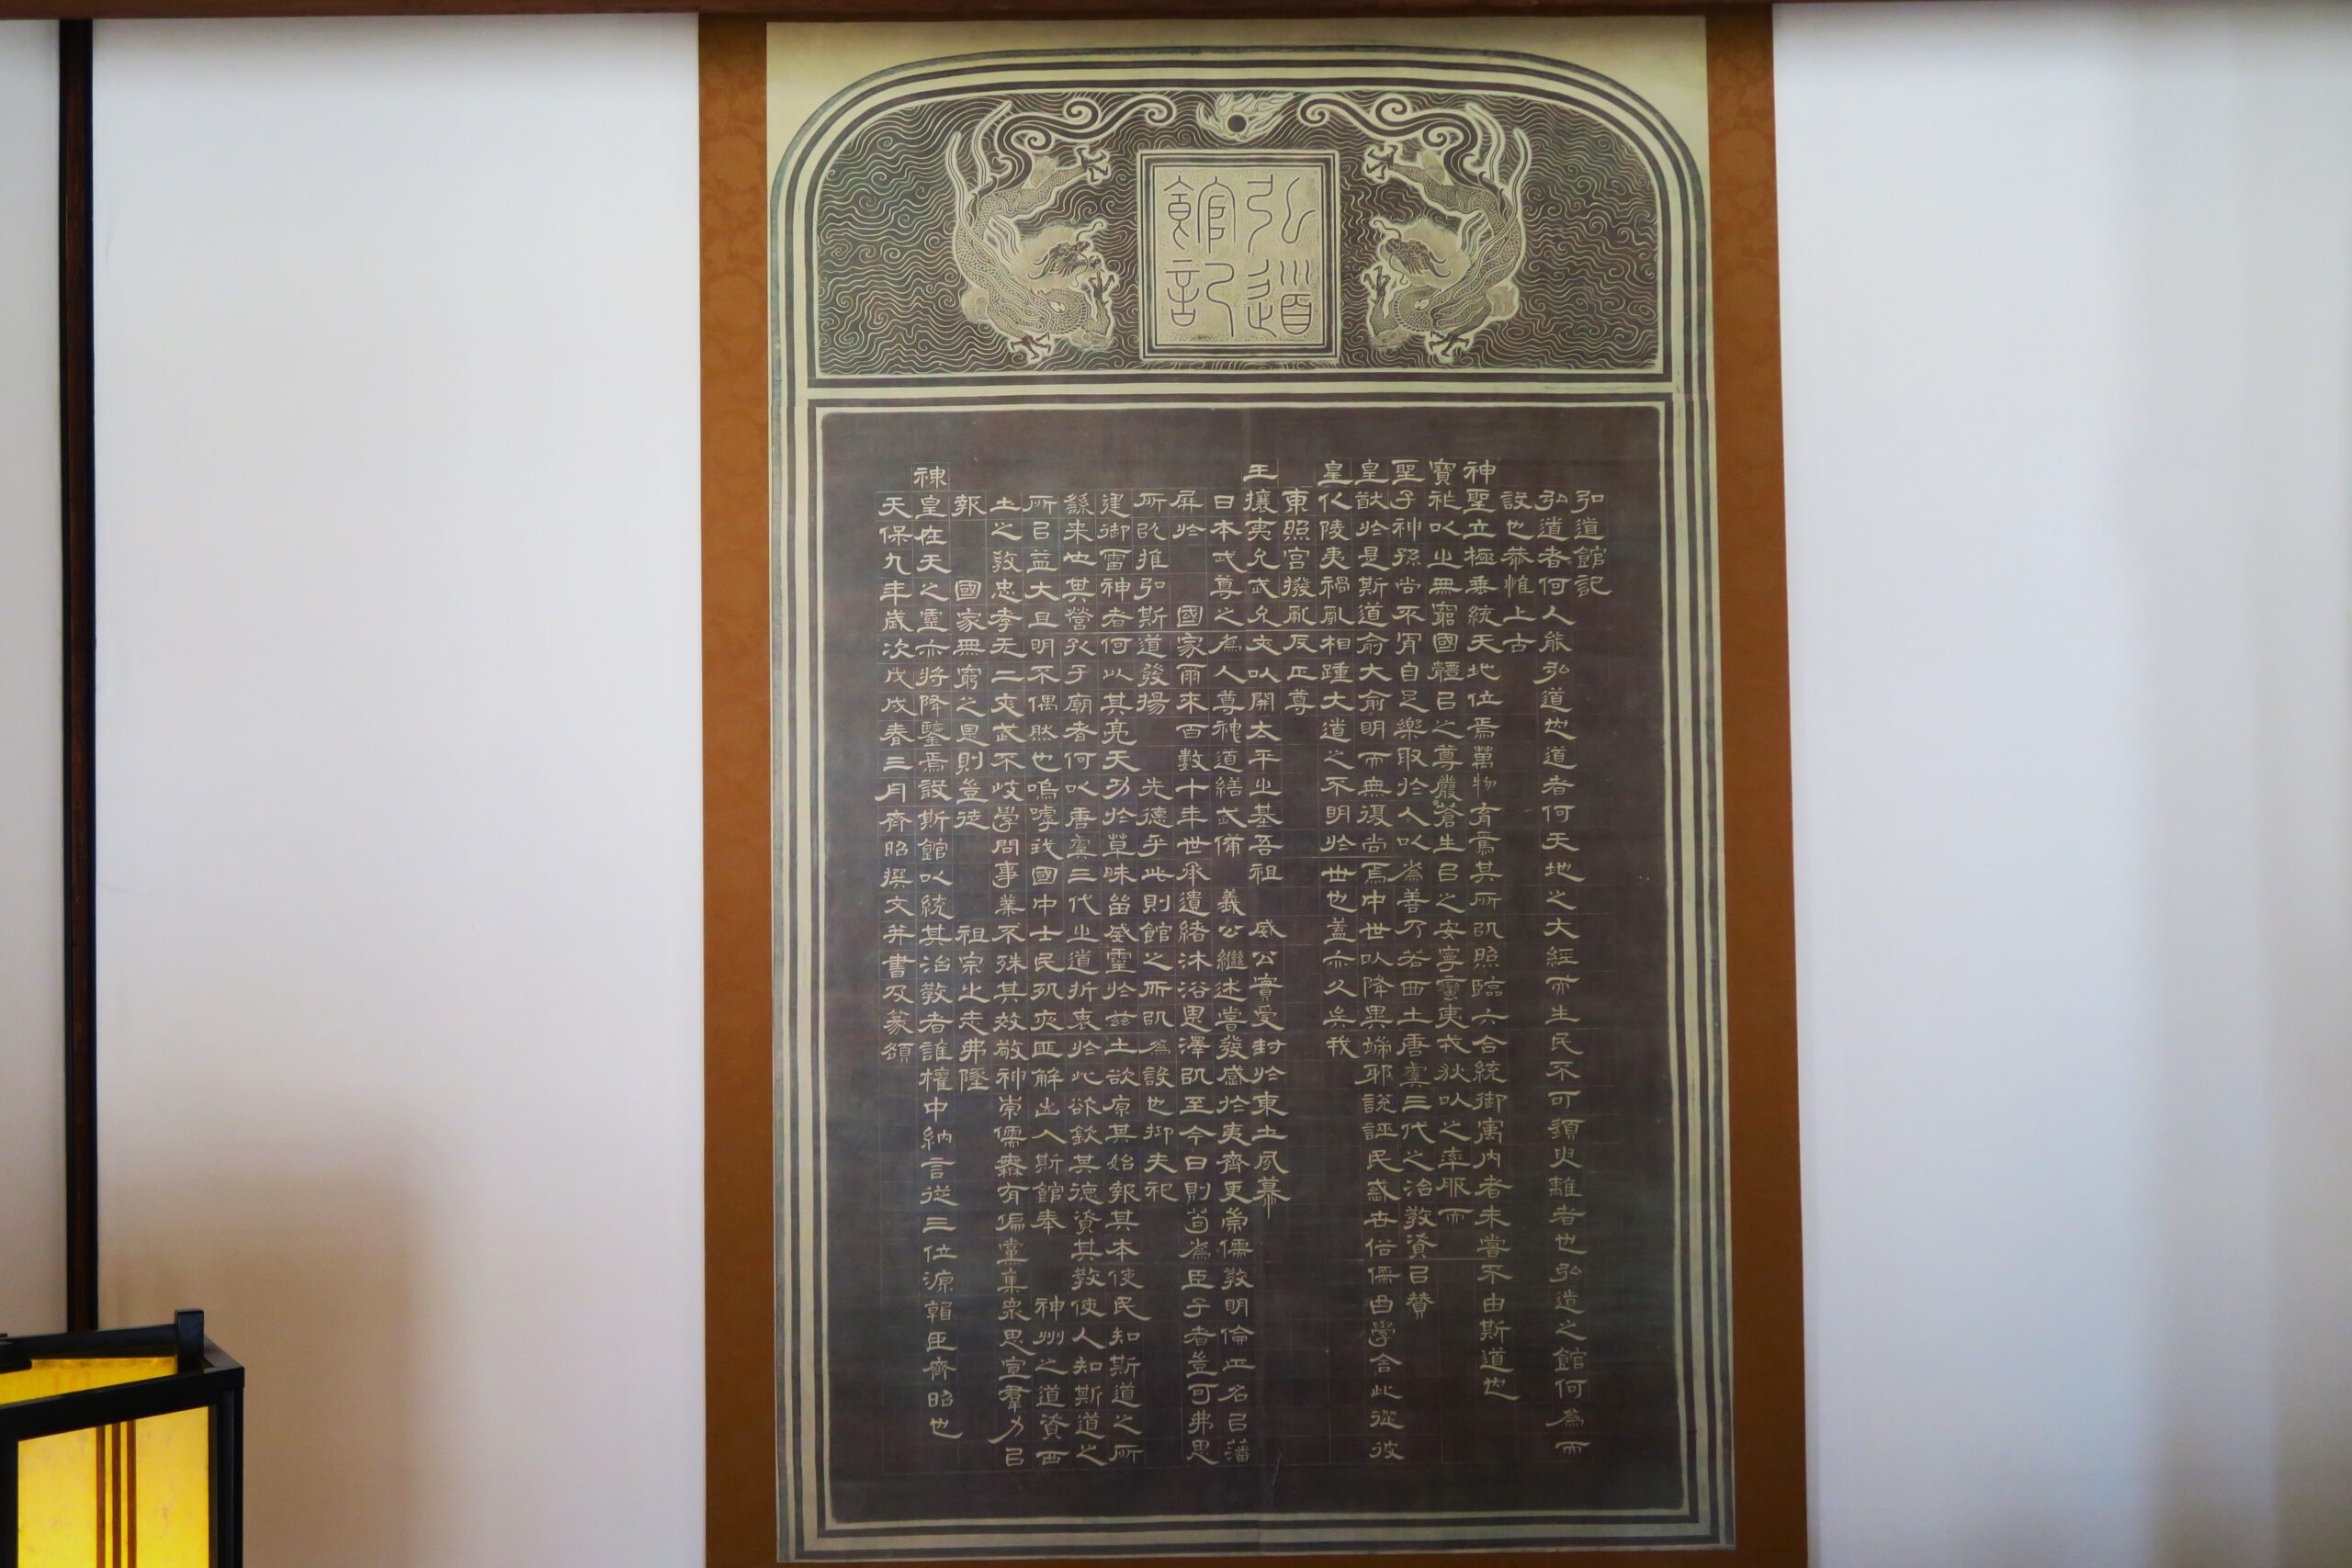 弘道
館記
弘道館記
弘道者何人能弘道也道者何天地之大經而生民不可須臾離者也弘道之館何爲而
設也恭惟上古
神聖立極垂統天地位焉萬物育焉其所㠯照臨六合統御寓内者未嘗不由斯道也
寶祚以之無窮國體㠯之尊嚴蒼生㠯之安寧蠻夷戎狄以之率服而
聖子神孫尚不肯自足樂取於人以爲善乃若西土唐虞三代之治敎資㠯賛
皇猷於是斯道俞大俞明而無復尚焉中世以降異端邪說誣民惑世俗儒曲學舍此從彼
皇化陵夷禍亂相踵大道之不明於世也蓋亦久矣我
東照宮撥亂反正尊
王攘夷允武允文以開太平之基吾祖 威公實受封於東土夙慕
日本武尊之爲人尊神道繕武備 義公繼述嘗發感於夷齊更崇儒敎明倫正名㠯藩
屛於 國家爾來百數十年世承遺緒沐浴恩澤㠯至今日則苟爲臣子者豈可弗思
所㠯推弘斯道發揚 先德乎此則館之所㠯爲設也抑夫祀
建御雷神者何以其亮天功於草昧留威靈於茲土欲原其始報其本使民知斯道之所
繇來也其營孔子廟者何以唐虞三代之道折衷於此欲欽其德資其敎使人知斯道之
所㠯益大且明不偶然也嗚虖我國中士民夙夜匪解出入斯館奉 神州之道資西
土之敎忠孝无二文武不岐學問事業不殊其效敬神崇儒無有偏黨集衆思宣羣力㠯
報 國家無窮之恩則豈徒 祖宗之志弗墜
神皇在天之靈亦將降鑒焉設斯館以統其治敎者誰權中納言從三位源朝臣齊昭也
天保九年歲次戊戌春三月齊昭撰文并書及篆額